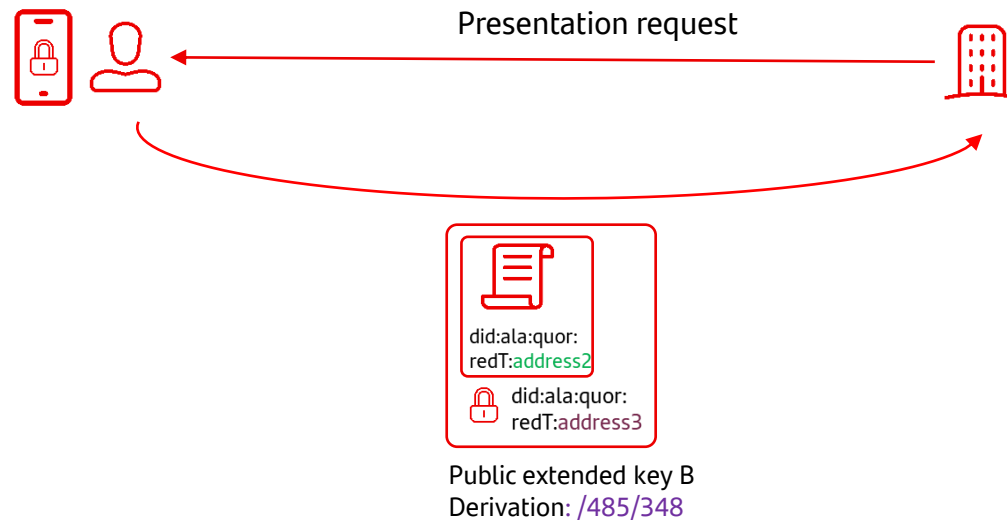 Presentation request
did:ala:quor:
redT:address2
did:ala:quor:
redT:address3
Public extended key B
Derivation: /485/348